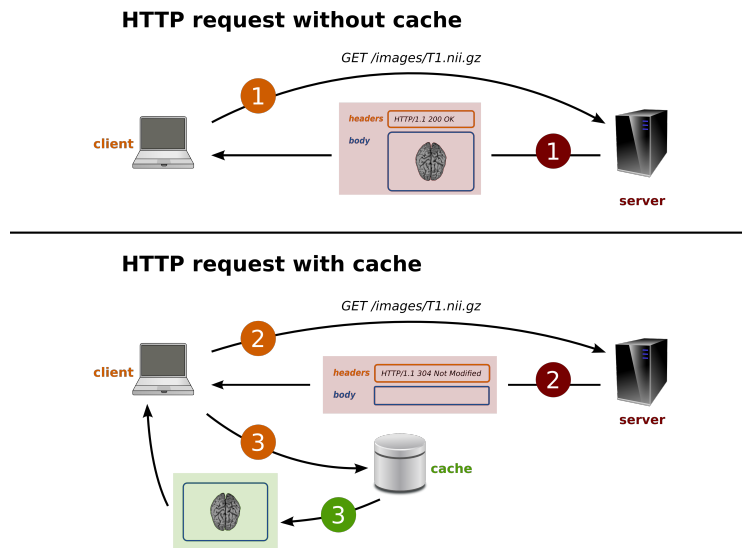 HTTP request without cache
GET /images/T1.nii.gz
1
headers
HTTP/1.1 200 OK
client
body
1
server
HTTP request with cache
GET /images/T1.nii.gz
2
client
headers
HTTP/1.1 304 Not Modified
body
2
server
3
cache
3